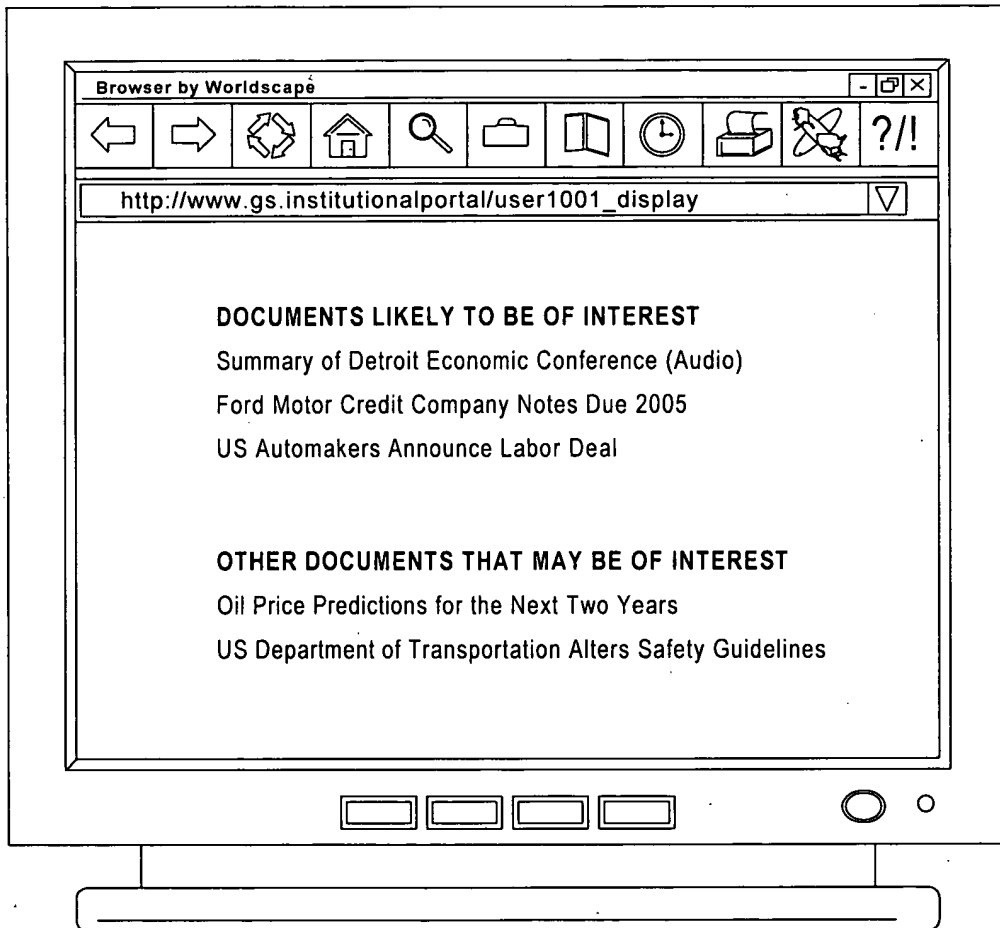 Browser by Worldscape
?/!
http://www.gs.institutionalportal/user1001_display
DOCUMENTS LIKELY TO BE OF INTEREST
Summary of Detroit Economic Conference (Audio)
Ford Motor Credit Company Notes Due 2005
US Automakers Announce Labor Deal
OTHER DOCUMENTS THAT MAY BE OF INTEREST
Oil Price Predictions for the Next Two Years
US Department of Transportation Alters Safety Guidelines